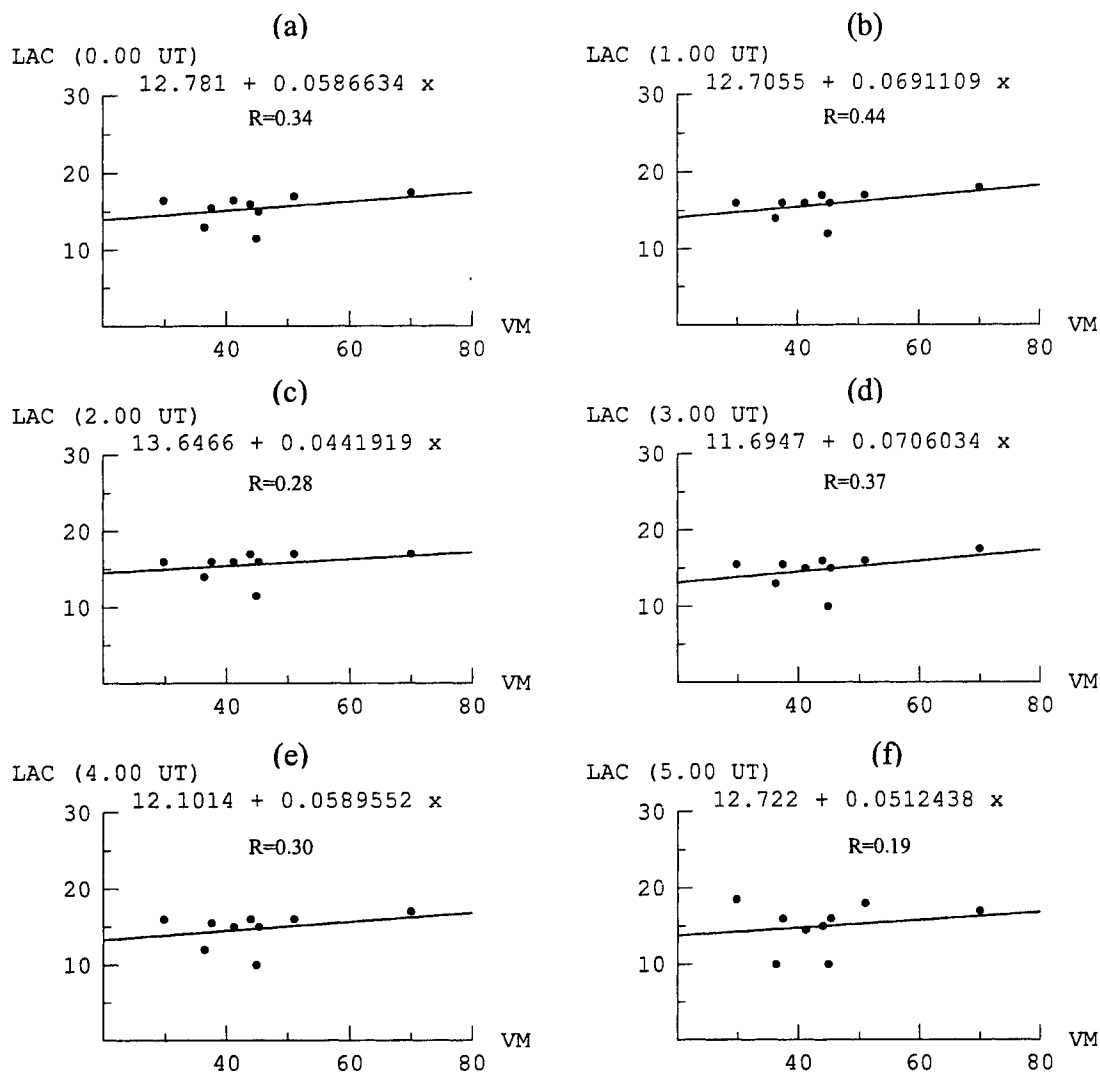 (a)
LAC (0.00 UT)
12.781 + 0.0586634 x
R=0.34
30
20
10
40
60
80
VM
(b)
LAC (1.00 UT)
12.7055 + 0.0691109 x
R=0.44
30
20
10
40
60
80
VM
(c)
LAC (2.00 UT)
13.6466 + 0.0441919 x
R=0.28
30
20
10
40
60
80
VM
(d)
LAC (3.00 UT)
11.6947 + 0.0706034 x
R=0.37
30
20
10
40
60
80
VM
(e)
LAC (4.00 UT)
12.1014 + 0.0589552 x
R=0.30
30
20
10
40
60
80
VM
(f)
LAC (5.00 UT)
12.722 + 0.0512438 x
R=0.19
30
20
10
40
60
80
VM